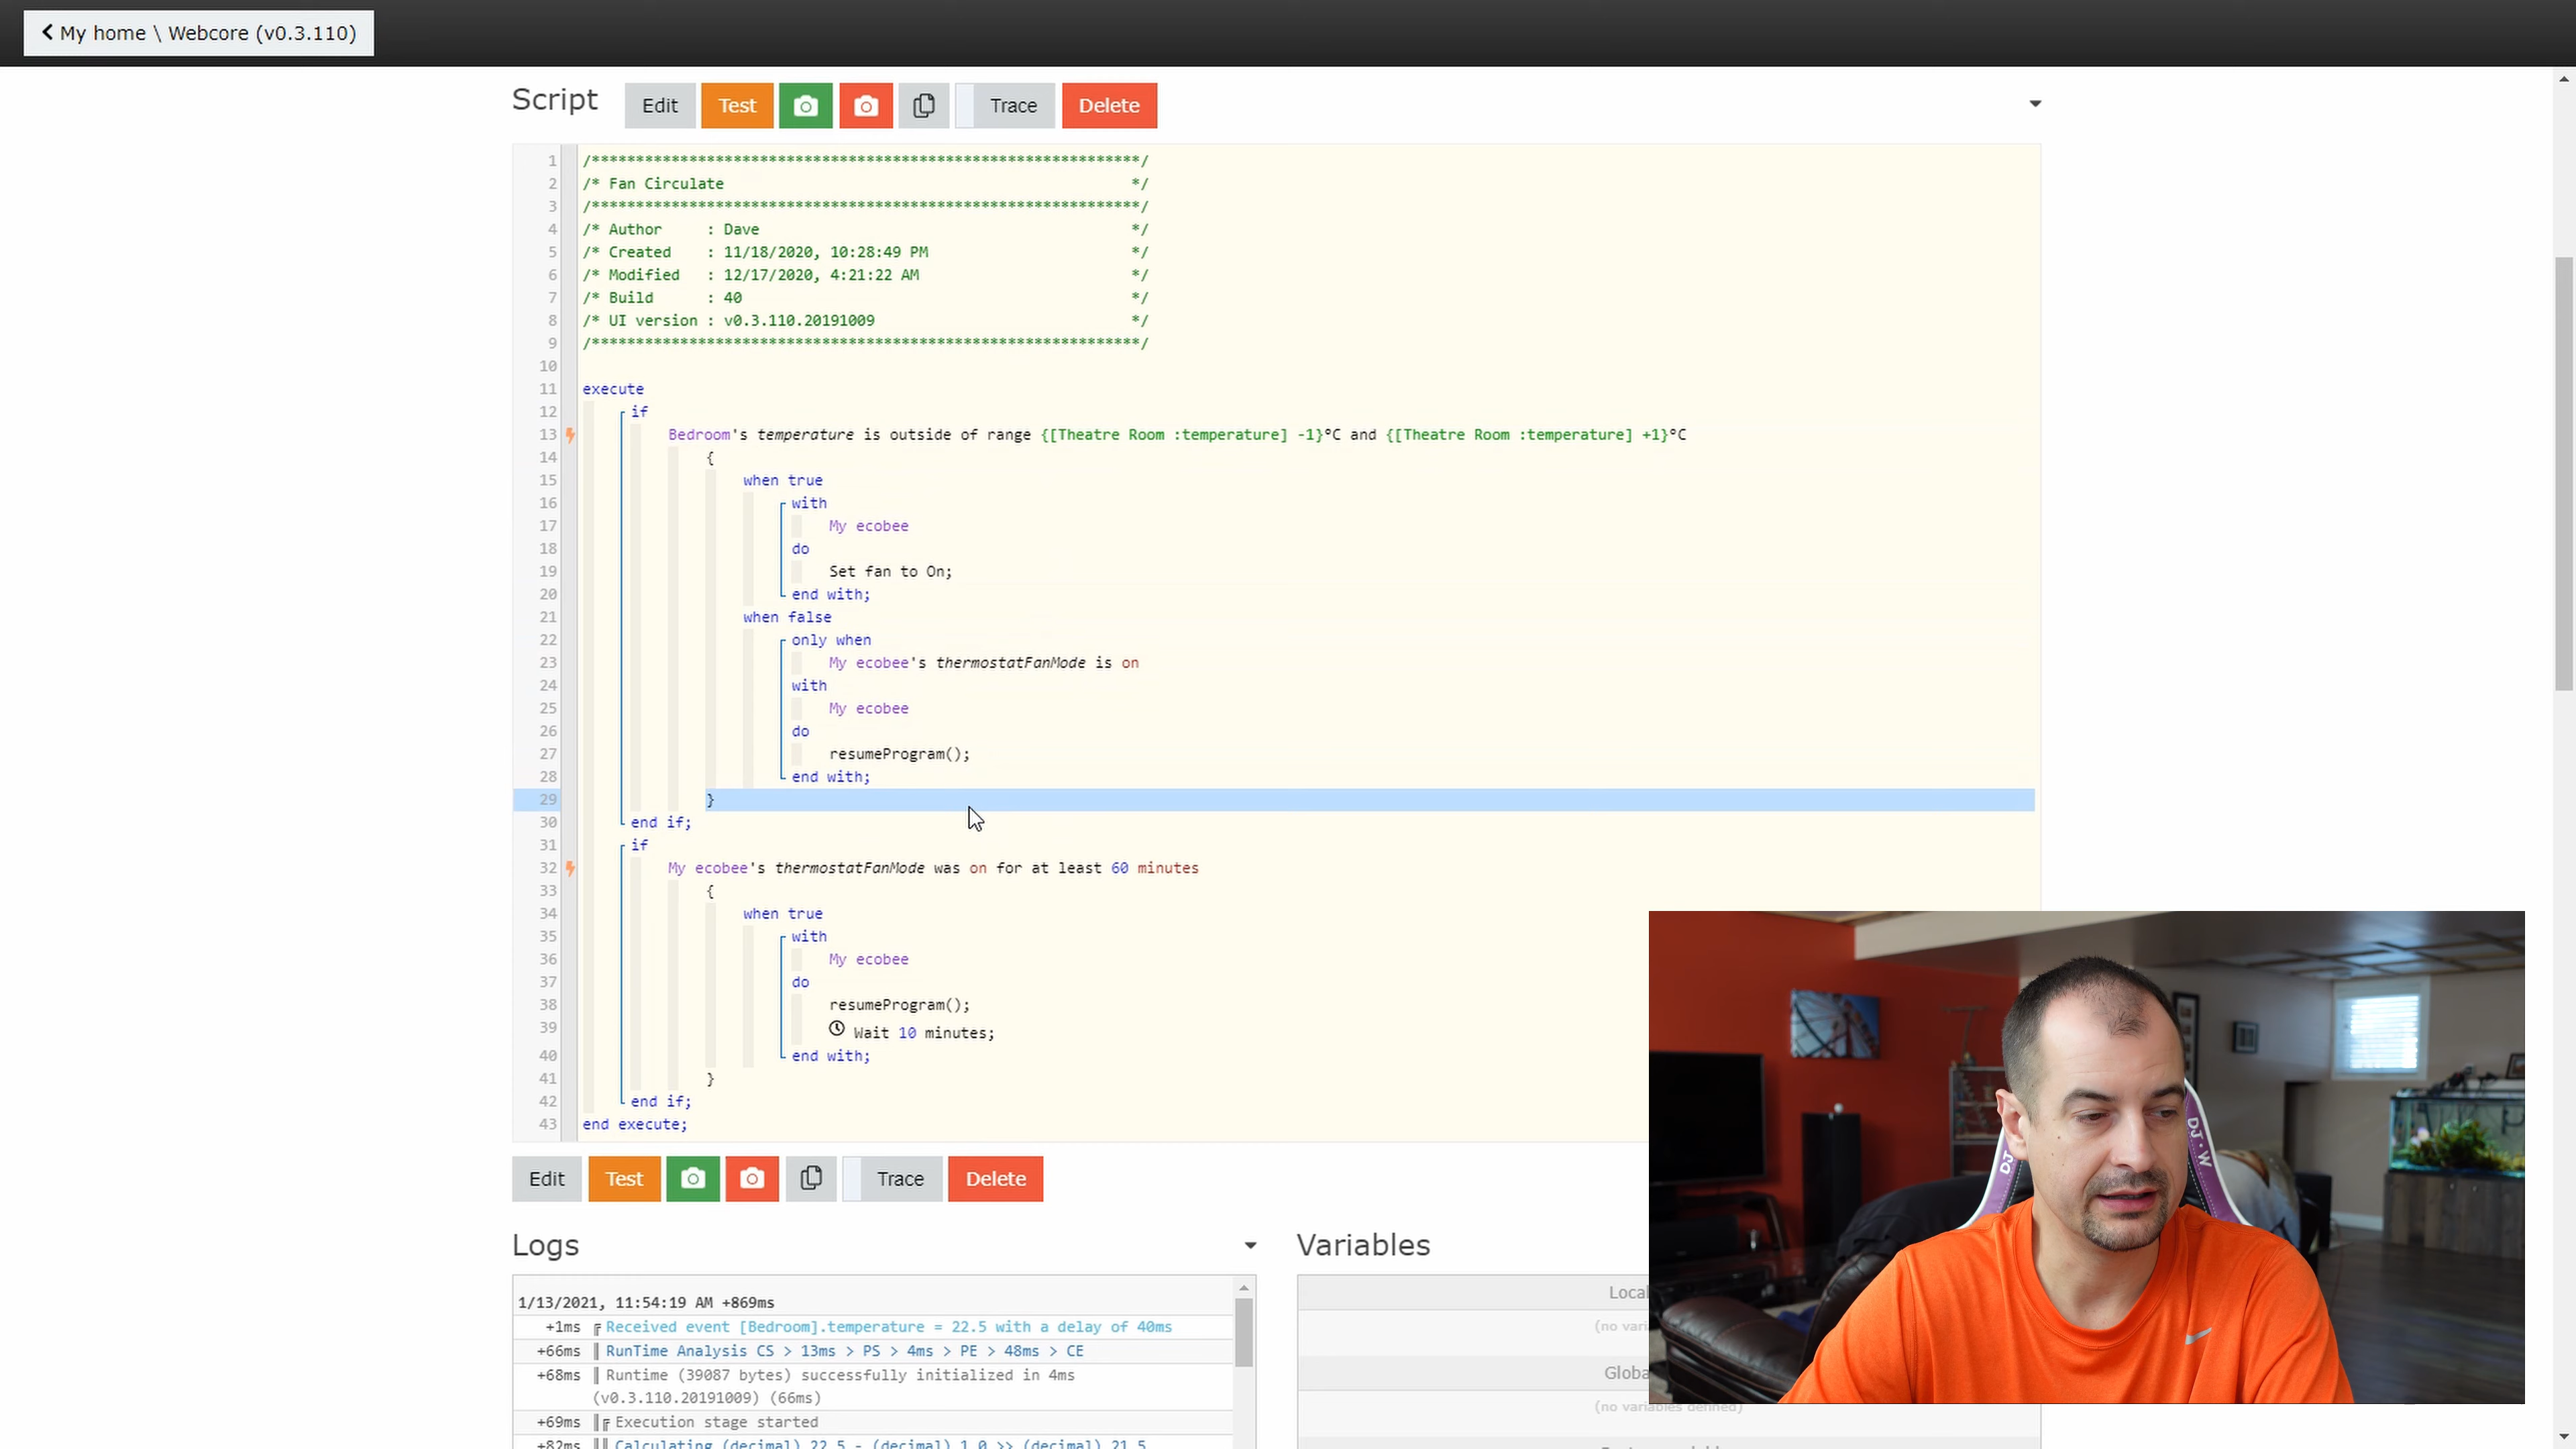 My home \ Webcore (v0.3.110)
Script Edit Test Trace Delete
1 /**************************************************************/
2 /* Fan Circulate */
3 /**************************************************************/
4 /* Author : Dave */
5 /* Created : 11/18/2020, 10:28:49 PM */
6 /* Modified : 12/17/2020, 4:21:22 AM */
7 /* Build : 40 */
8 /* UI version : v0.3.110.20191009 */
9 /**************************************************************/
10
11 execute
12 if
13 Bedroom's temperature is outside of range {[Theatre Room :temperature] -1}°C and {[Theatre Room :temperature] +1}°C
14 {
15 when true
16 with
17 My ecobee
18 do
19 Set fan to On;
20 end with;
21 when false
22 only when
23 My ecobee's thermostatFanMode is on
24 with
25 My ecobee
26 do
27 resumeProgram();
28 end with;
29 }
30 end if;
31 if
32 My ecobee's thermostatFanMode was on for at least 60 minutes
33 {
34 when true
35 with
36 My ecobee
37 do
38 resumeProgram();
39 Wait 10 minutes;
40 end with;
41 }
42 end if;
43 end execute;
Edit Test Trace Delete
Logs
1/13/2021, 11:54:19 AM +869ms
+1ms ╔Received event [Bedroom].temperature = 22.5 with a delay of 40ms
+66ms ║RunTime Analysis CS > 13ms > PS > 4ms > PE > 48ms > CE
+68ms ║Runtime (39087 bytes) successfully initialized in 4ms
(v0.3.110.20191009) (66ms)
+69ms ║╔Execution stage started
+82ms ║║Calculating (decimal) 22.5 - (decimal) 1.0 >> (decimal) 21.5
Variables
Local
(no vari
Globa
(no variables defined)
DJ
DJ·W